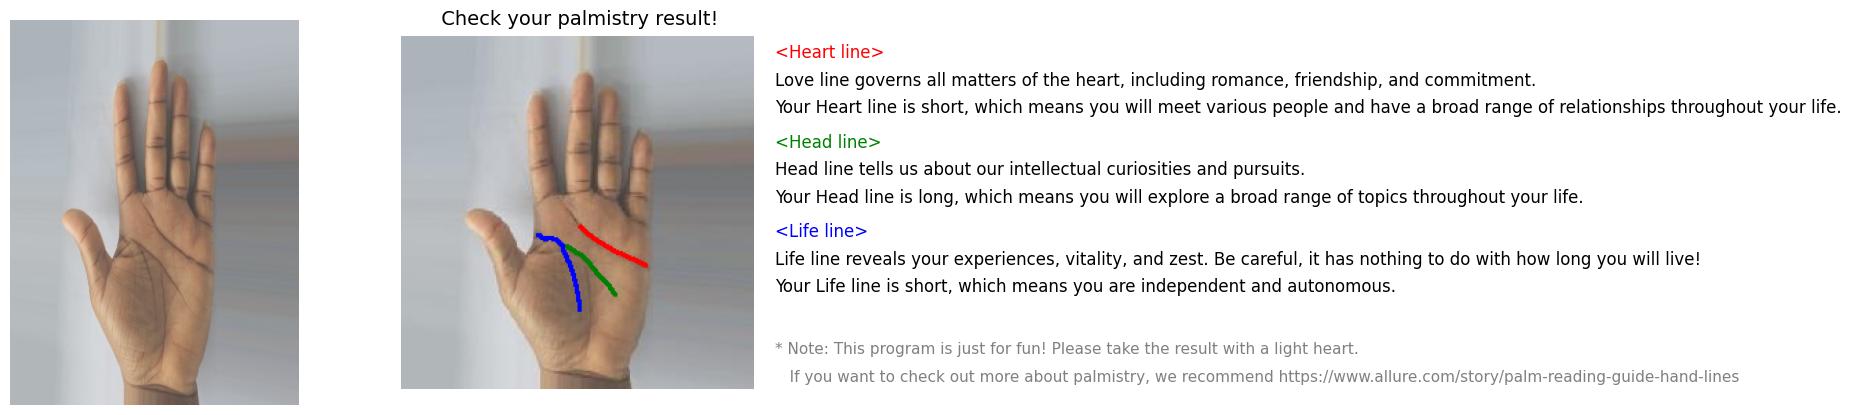 Check your palmistry result!
<Heart line>
Love line governs all matters of the heart, including romance, friendship, and commitment.
Your Heart line is short, which means you will meet various people and have a broad range of relationships throughout your life.
<Head line>
Head line tells us about our intellectual curiosities and pursuits.
Your Head line is long, which means you will explore a broad range of topics throughout your life.
<Life line>
Life line reveals your experiences, vitality, and zest. Be careful, it has nothing to do with how long you will live!
Your Life line is short, which means you are independent and autonomous.
* Note: This program is just for fun! Please take the result with a light heart.
If you want to check out more about palmistry, we recommend https://www.allure.com/story/palm-reading-guide-hand-lines